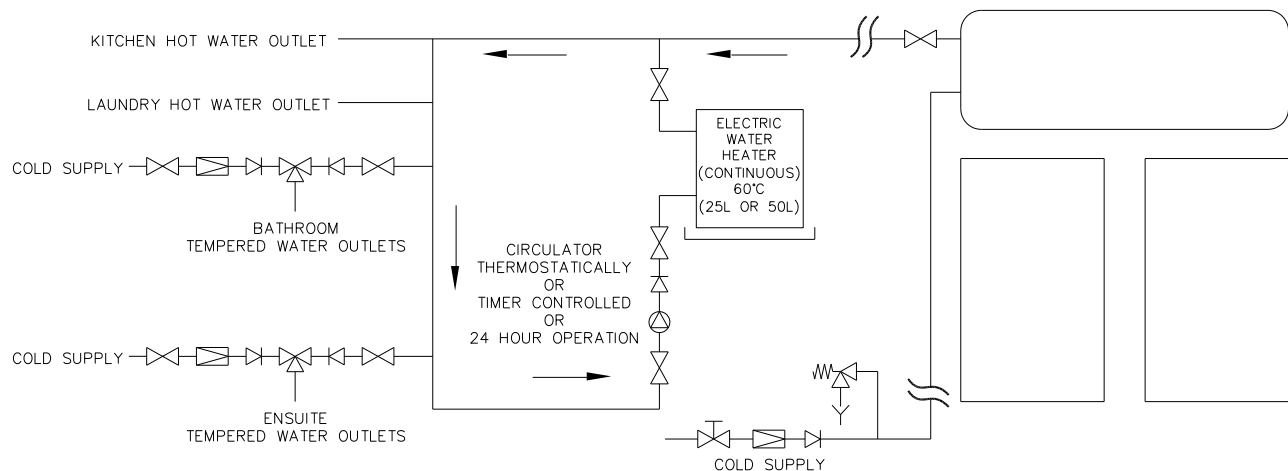 KITCHEN HOT WATER OUTLET
LAUNDRY HOT WATER OUTLET
COLD SUPPLY
BATHROOM
TEMPERED WATER OUTLETS
ELECTRIC
WATER
HEATER
(CONTINUOUS)
60°C
(25L OR 50L)
CIRCULATOR
THERMOSTATICALLY
OR
TIMER CONTROLLED
OR
24 HOUR OPERATION
COLD SUPPLY
ENSUITE
TEMPERED WATER OUTLETS
COLD SUPPLY